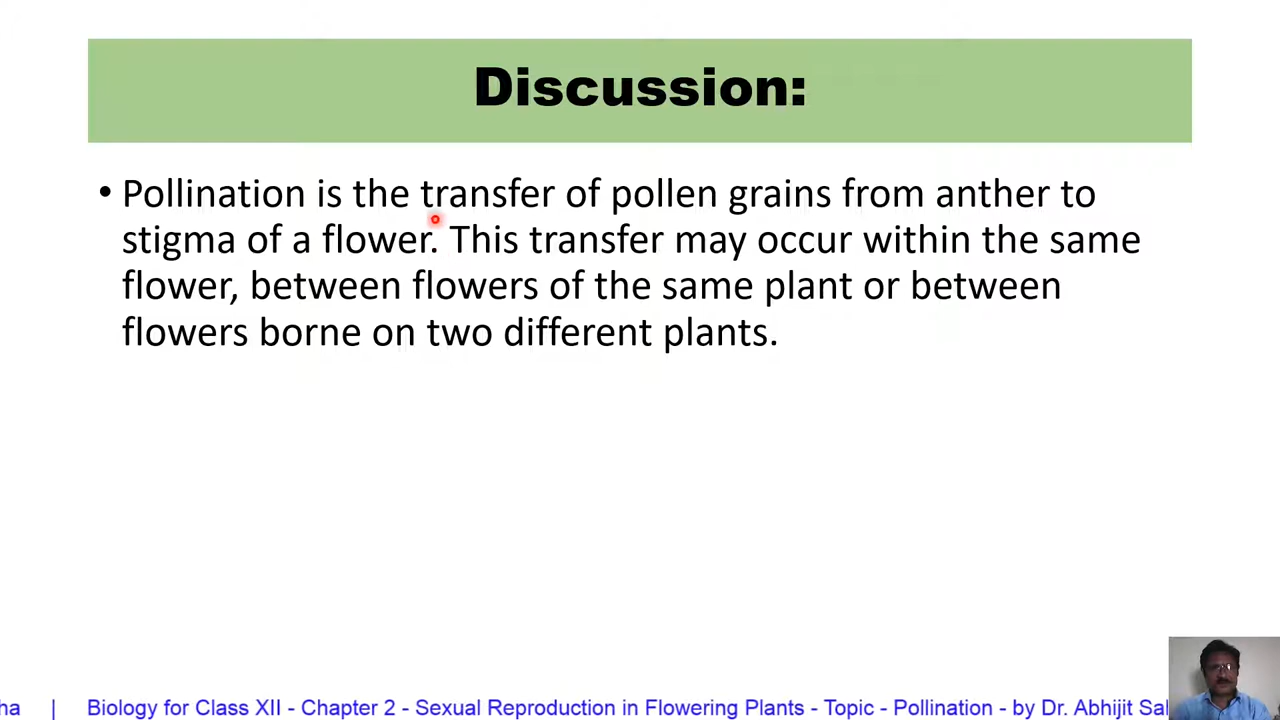 Discussion:
• Pollination is the transfer of pollen grains from anther to
stigma of a flower. This transfer may occur within the same
flower, between flowers of the same plant or between
flowers borne on two different plants.
ha | Biology for Class XII - Chapter 2 - Sexual Reproduction in Flowering Plants - Topic - Pollination - by Dr. Abhijit Sal